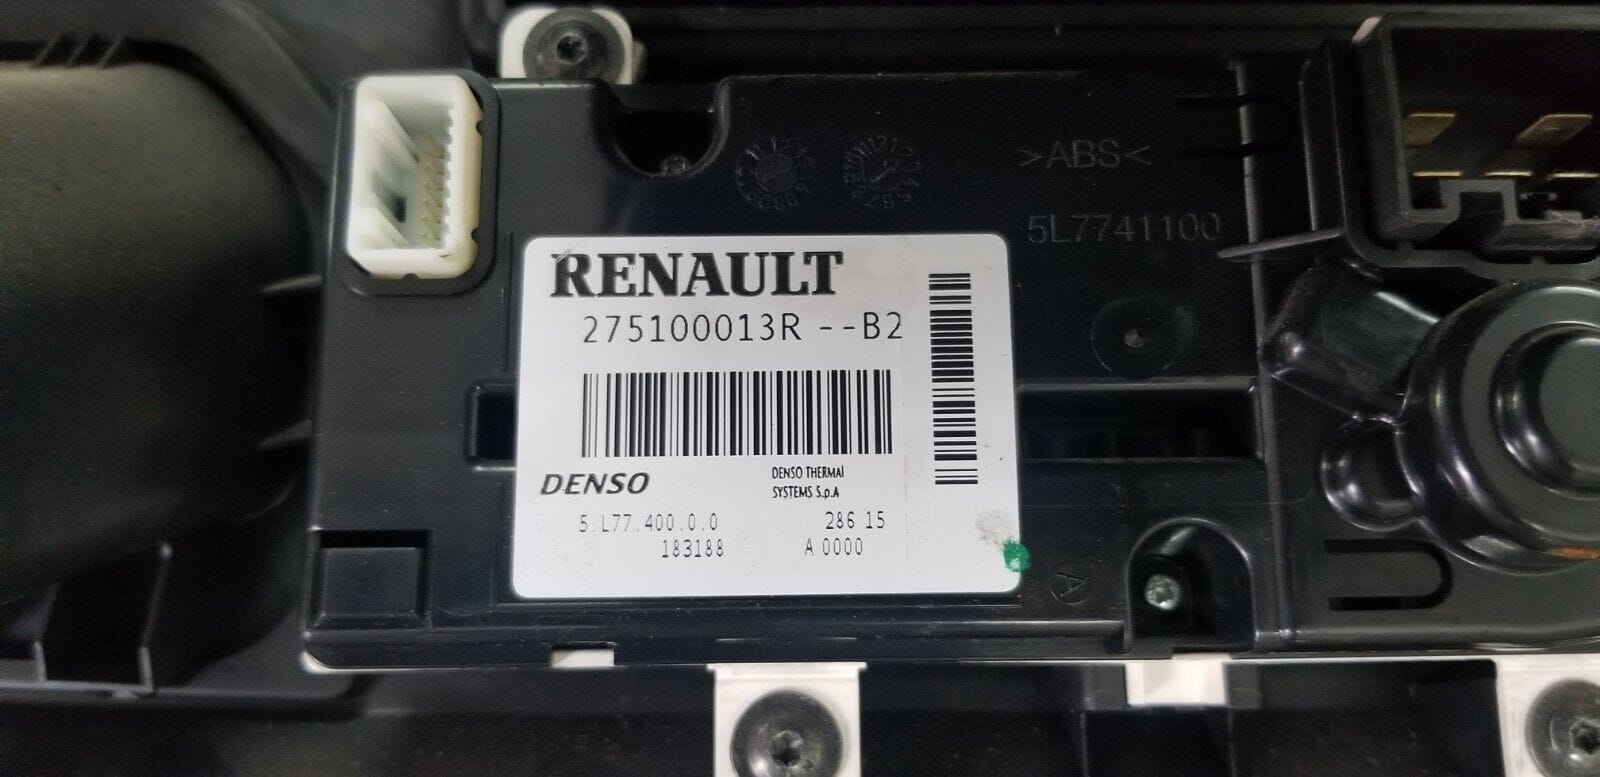 >ABS<
5L7741100
RENAULT
275100013R --B2
DENSO
DENSO THERMAL
SYSTEMS S.p.A
5.L77.400.0.0 286 15
183188 A 0000
A